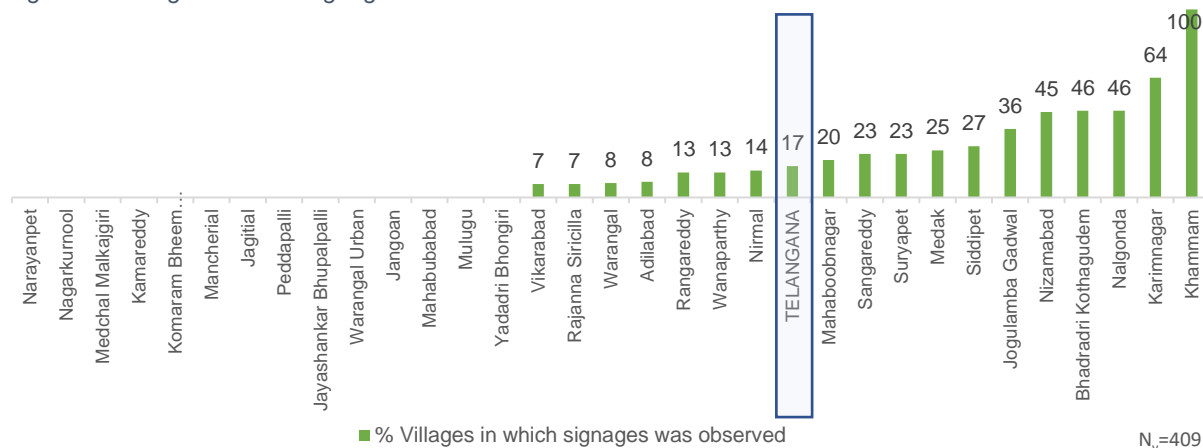 100
64
46
46
45
36
27
25
23
23
20
17
14
13
13
8
8
7
7
Narayanpet
Nagarkurnool
Medchal Malkajgiri
Kamareddy
Komaram Bheem…
Mancherial
Jagitial
Peddapalli
Jayashankar Bhupalpalli
Warangal Urban
Jangoan
Mahabubabad
Mulugu
Yadadri Bhongiri
Vikarabad
Rajanna Siricilla
Warangal
Adilabad
Rangareddy
Wanaparthy
Nirmal
TELANGANA
Mahaboobnagar
Sangareddy
Suryapet
Medak
Siddipet
Jogulamba Gadwal
Nizamabad
Bhadradri Kothagudem
Nalgonda
Karimnagar
Khammam
% Villages in which signages was observed
Nv=409